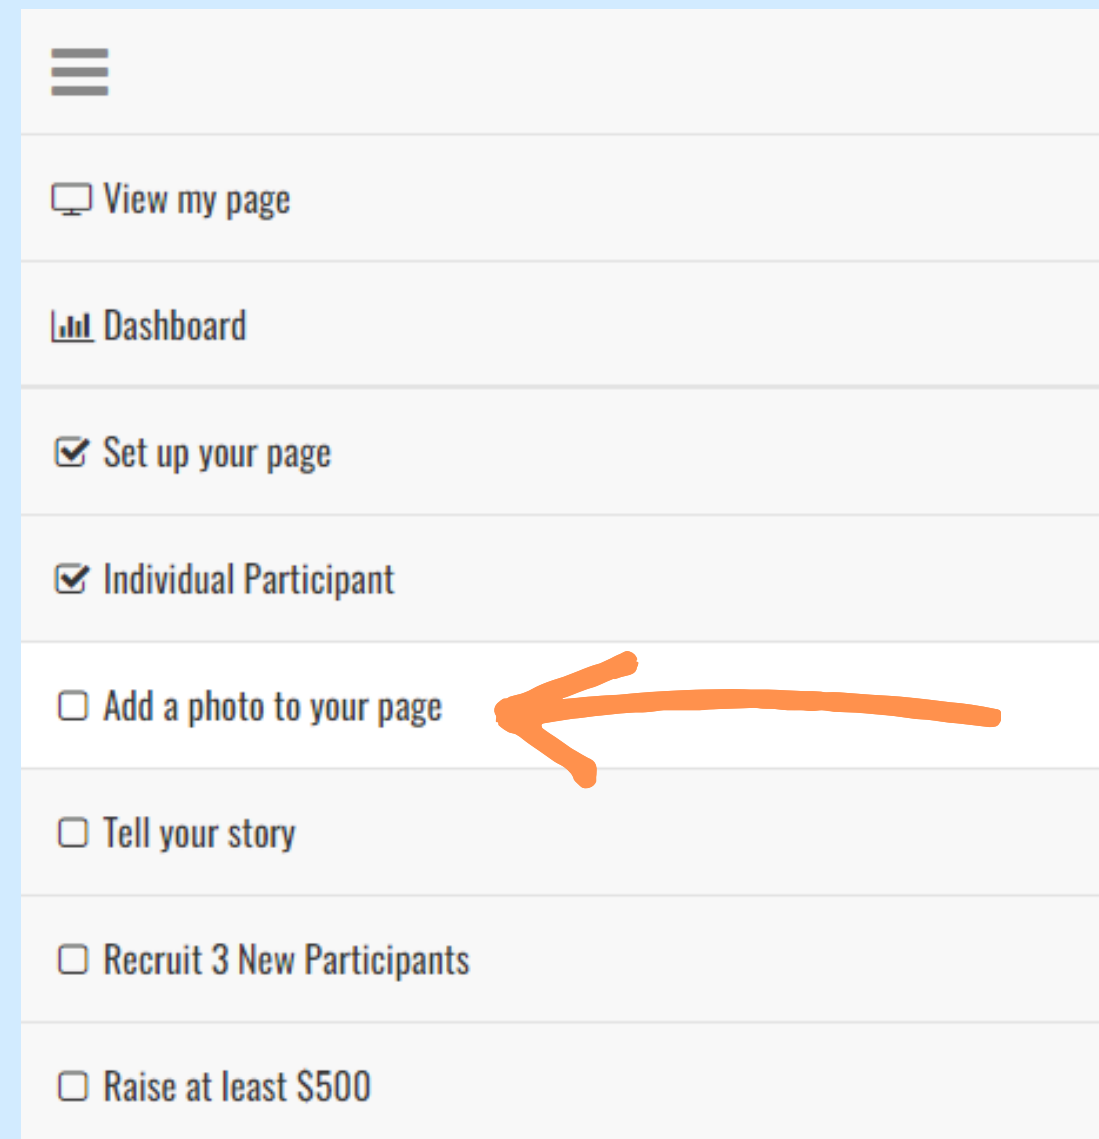 View my page
Dashboard
Set up your page
Individual Participant
Add a photo to your page
Tell your story
Recruit 3 New Participants
Raise at least $500